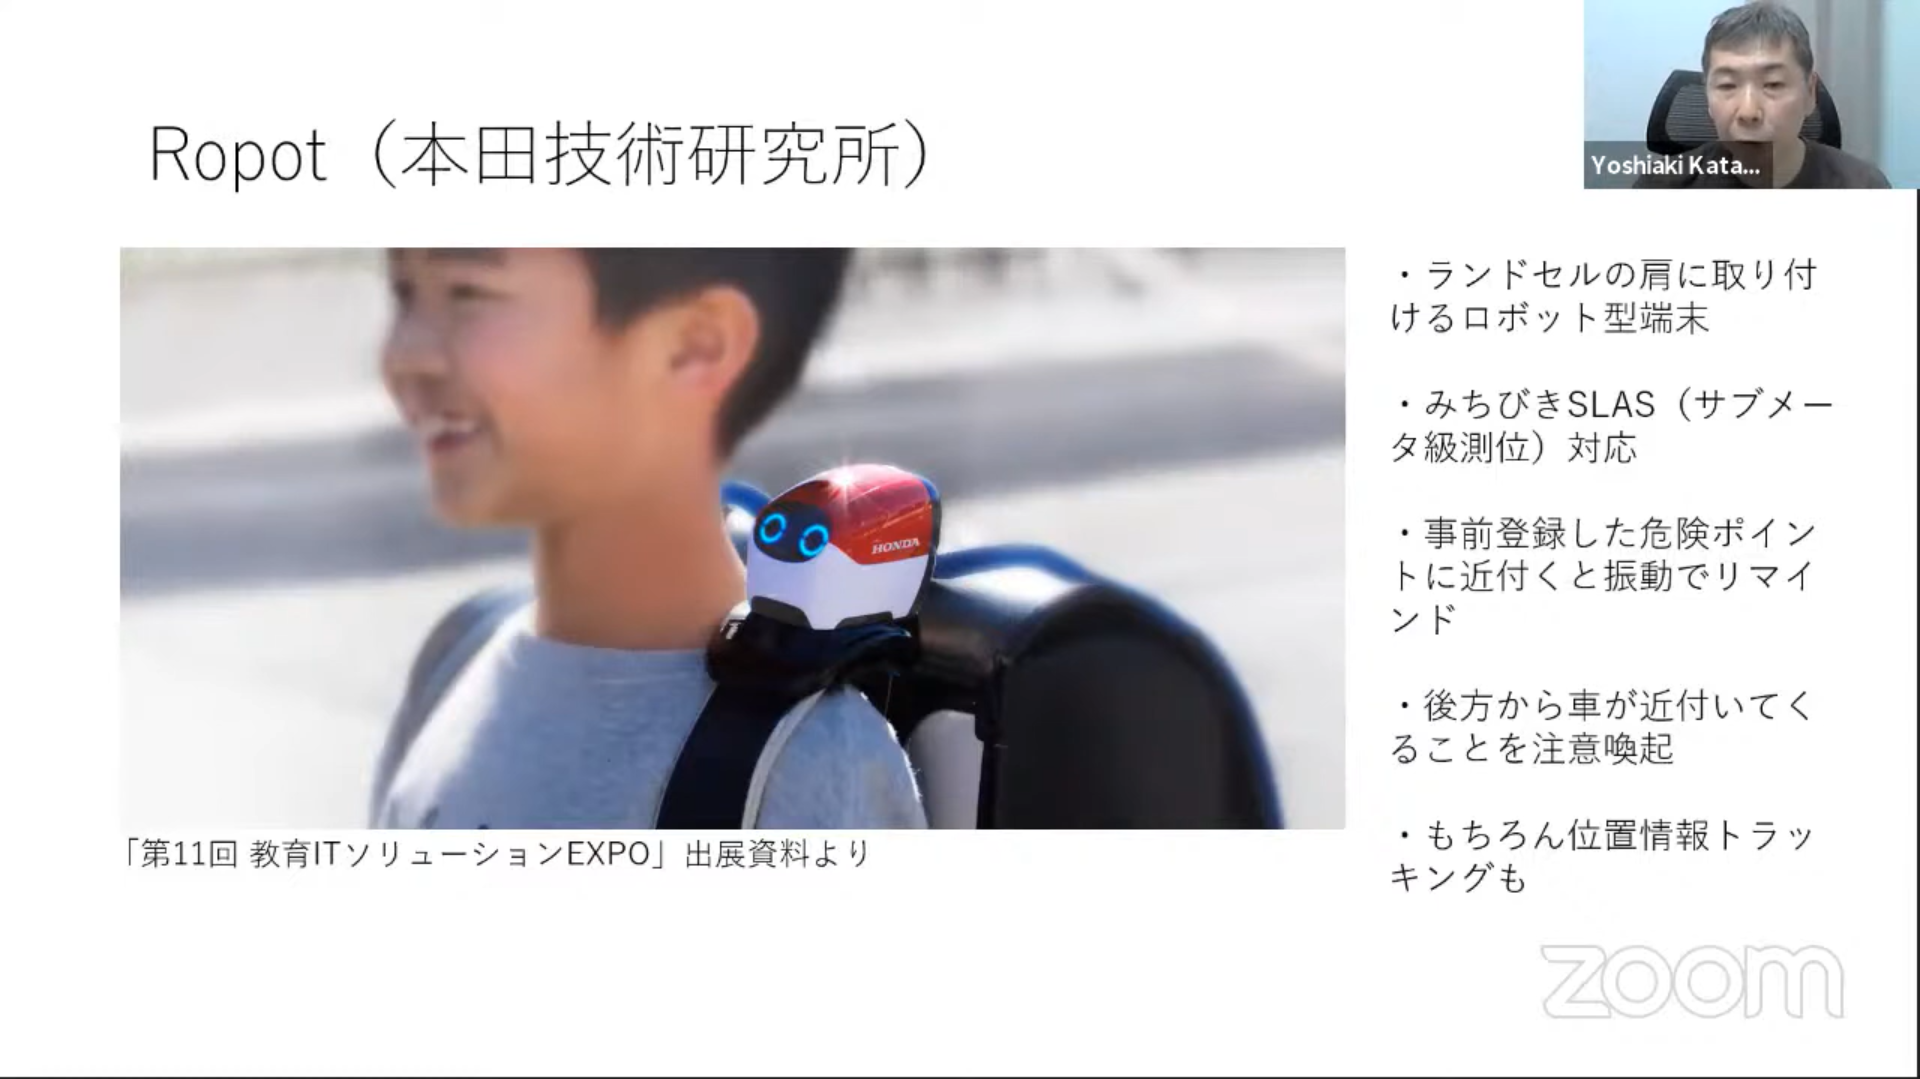 Ropot（本田技術研究所）
Yoshiaki Kata...
HONDA
・ランドセルの肩に取り付
けるロボット型端末
・みちびきSLAS（サブメー
タ級測位）対応
・事前登録した危険ポイン
トに近付くと振動でリマイ
ンド
・後方から車が近付いてく
ることを注意喚起
・もちろん位置情報トラッ
キングも
「第11回 教育ITソリューションEXPO」出展資料より
zoom